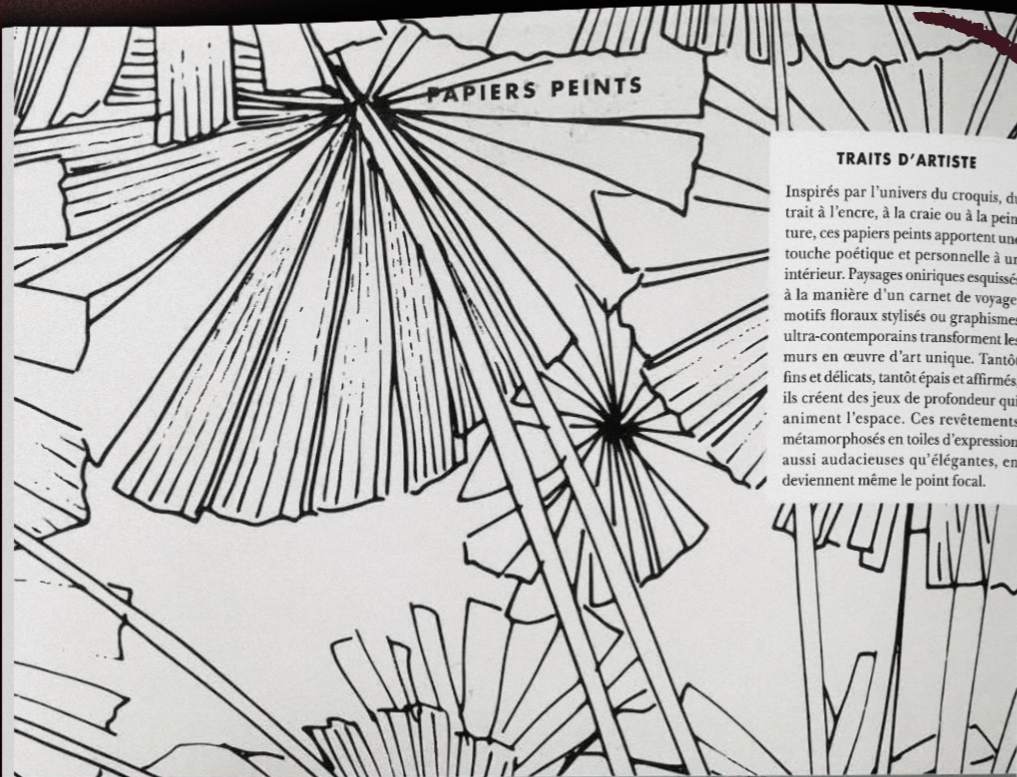 PAPIERS PEINTS
TRAITS D'ARTISTE
Inspirés par l'univers du croquis, du
trait à l'encre, à la craie ou à la pein
ture, ces papiers peints apportent une
touche poétique et personnelle à un
intérieur. Paysages oniriques esquissé
à la manière d'un carnet de voyage
motifs floraux stylisés ou graphismes
ultra-contemporains transforment les
murs en œuvre d'art unique. Tantôt
fins et délicats, tantôt épais et affirmés,
ils créent des jeux de profondeur qui
animent l'espace. Ces revêtements
métamorphosés en toiles d'expression
aussi audacieuses qu'élégantes, en
deviennent même le point focal.